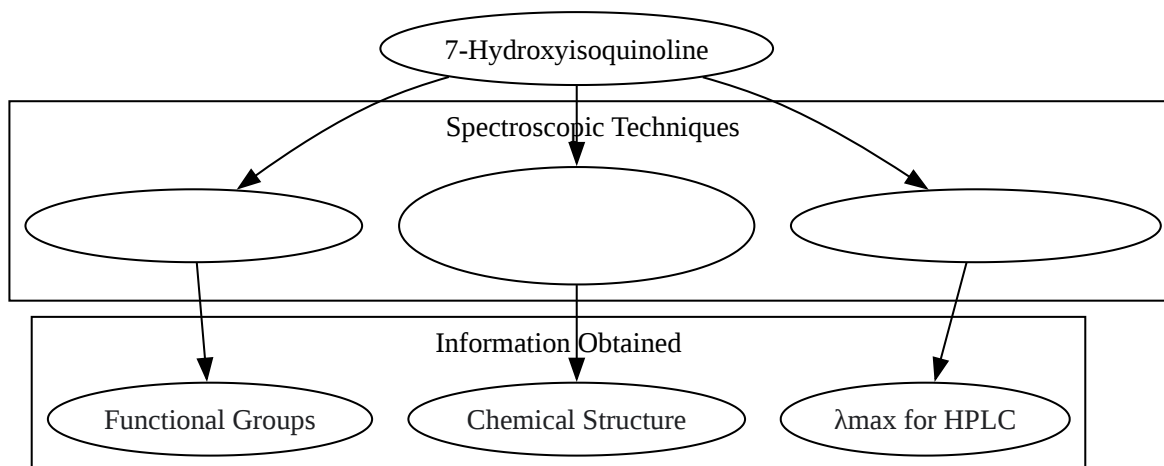 7-Hydroxyisoquinoline
Spectroscopic Techniques
Information Obtained
Functional Groups
Chemical Structure
λmax for HPLC